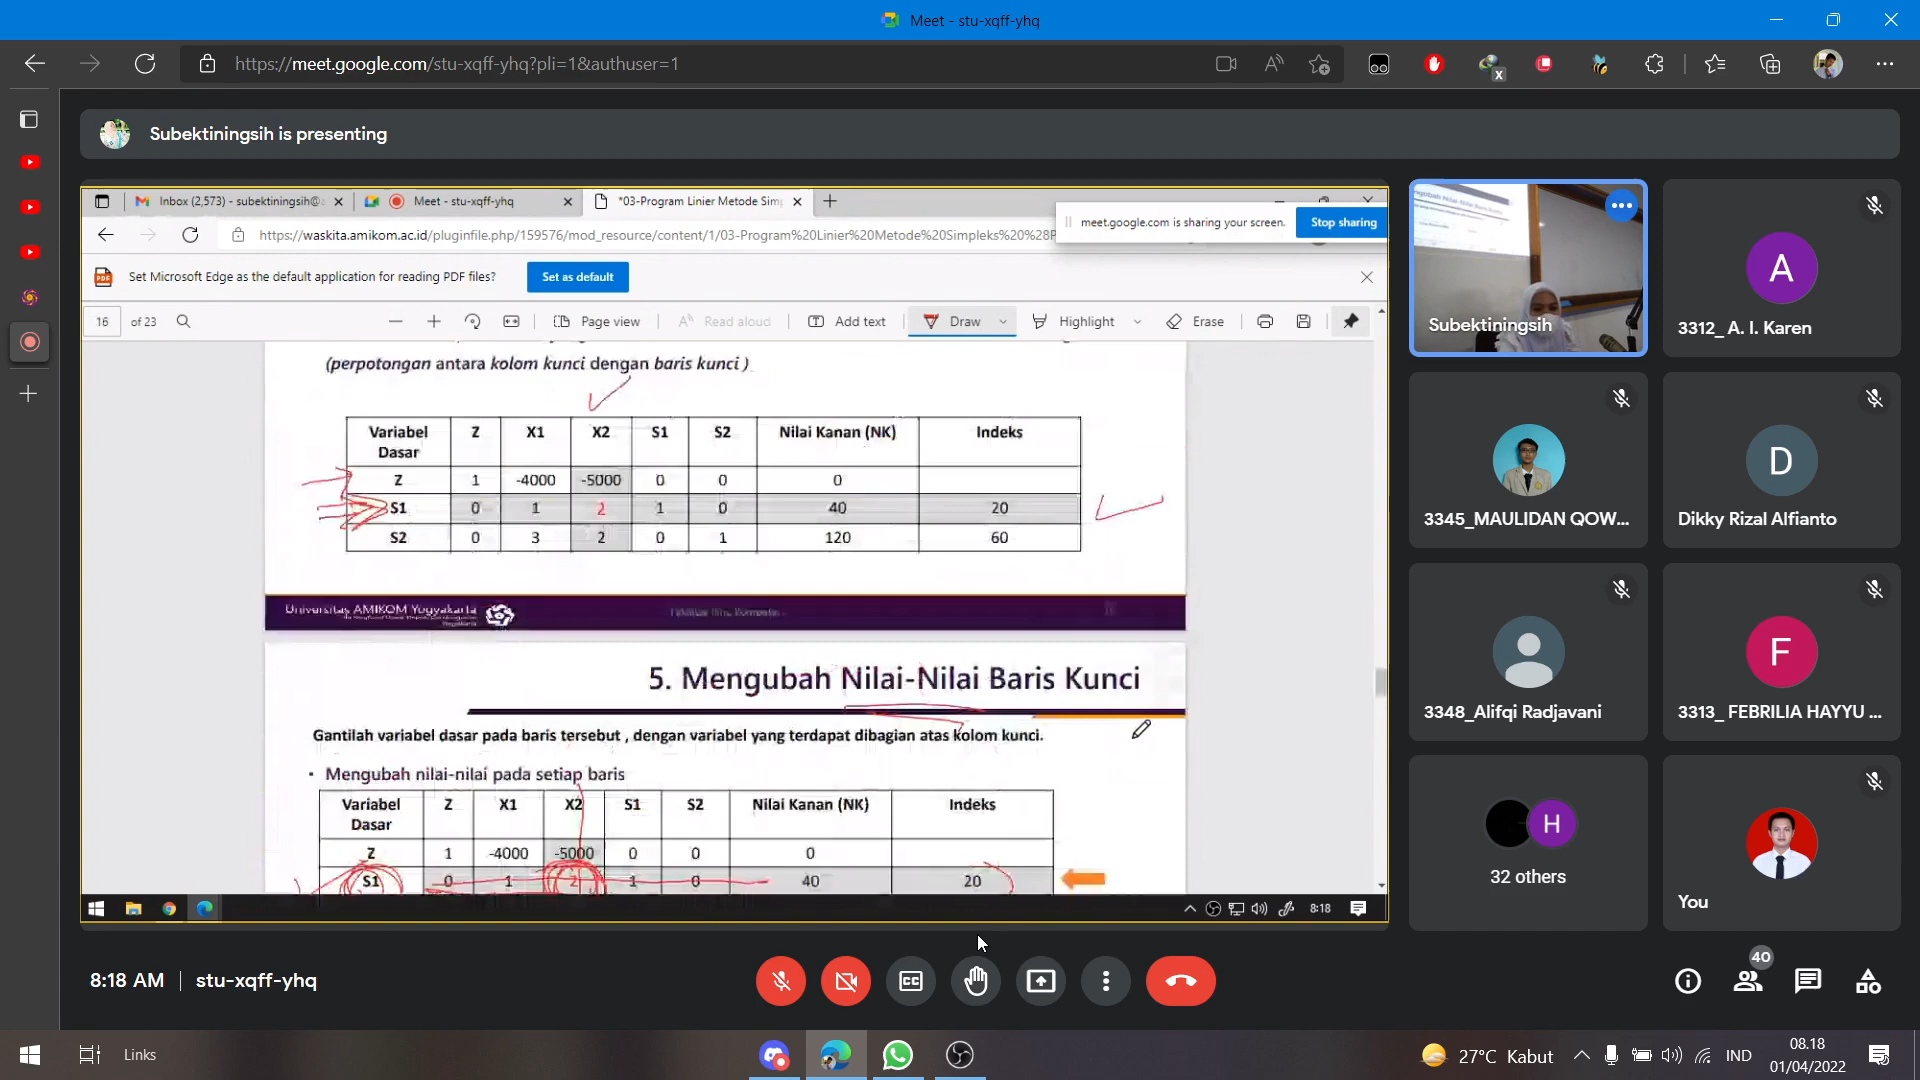 Meet - stu-xqff-yhq
https://meet.google.com/stu-xqff-yhq?pli=1&authuser=1
Subektiningsih is presenting
Inbox (2,573) - subektiningsih@
Meet - stu-xqff-yhq
*03-Program Linier Metode Sim
https://waskita.amikom.ac.id/pluginfile.php/159576/mod_resource/content/1/03-Program%20Linier%20Metode%20Simpleks%20%28P
meet.google.com is sharing your screen.
Stop sharing
Set Microsoft Edge as the default application for reading PDF files?
Set as default
16 of 23
Page view
Read aloud
Add text
Draw
Highlight
Erase
(perpotongan antara kolom kunci dengan baris kunci )
Variabel Dasar Z X1 X2 S1 S2 Nilai Kanan (NK) Indeks
Z 1 -4000 -5000 0 0 0
S1 0 1 2 1 0 40 20
S2 0 3 2 0 1 120 60
Universitas AMIKOM Yogyakarta
5. Mengubah Nilai-Nilai Baris Kunci
Gantilah variabel dasar pada baris tersebut , dengan variabel yang terdapat dibagian atas kolom kunci.
• Mengubah nilai-nilai pada setiap baris
Variabel Dasar Z X1 X2 S1 S2 Nilai Kanan (NK) Indeks
Z 1 -4000 -5000 0 0 0
S1 0 1 2 1 0 40 20
8:18
Subektiningsih
A
3312_ A. I. Karen
3345_MAULIDAN QOW...
D
Dikky Rizal Alfianto
3348_Alifqi Radjavani
F
3313_ FEBRILIA HAYYU ...
H
32 others
You
8:18 AM | stu-xqff-yhq
40
Links
27°C Kabut
IND
08.18
01/04/2022